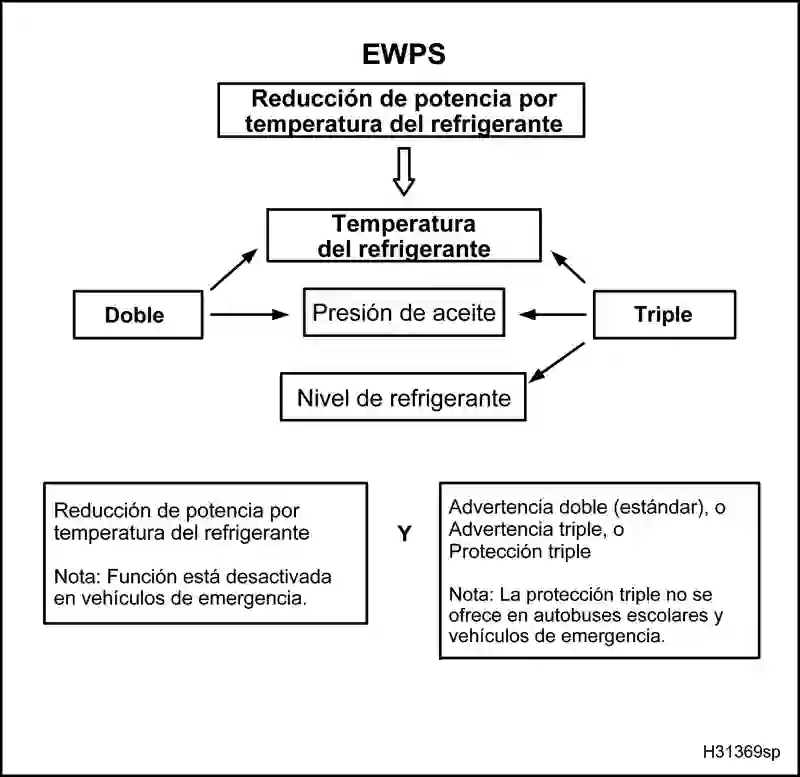 EWPS
Reducción de potencia por
temperatura del refrigerante
Temperatura
del refrigerante
Doble
Presión de aceite
Triple
Nivel de refrigerante
Reducción de potencia por
temperatura del refrigerante
Nota: Función está desactivada
en vehículos de emergencia.
Y
Advertencia doble (estándar), o
Advertencia triple, o
Protección triple
Nota: La protección triple no se
ofrece en autobuses escolares y
vehículos de emergencia.
H31369sp